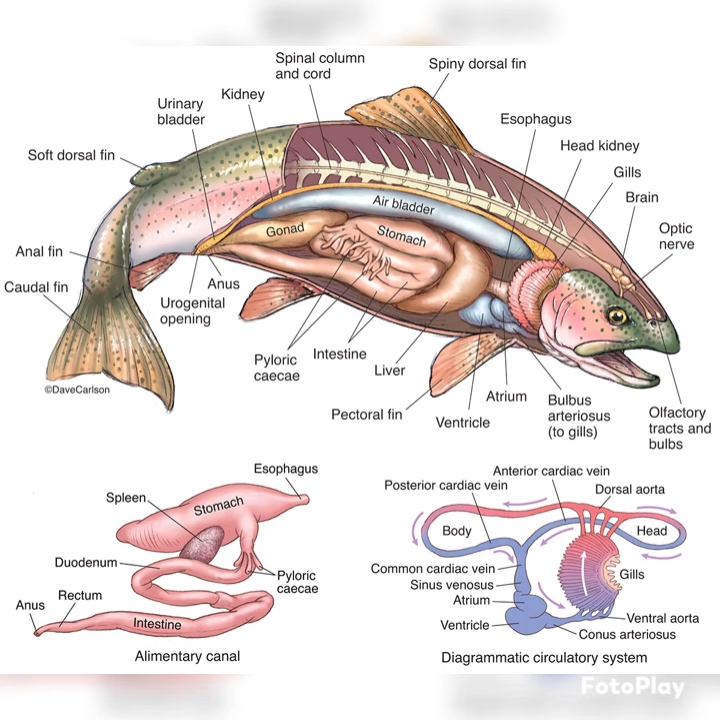 Spinal column
and cord
Spiny dorsal fin
Kidney
Urinary
bladder
Esophagus
Head kidney
Soft dorsal fin
Gills
Brain
Optic
nerve
Air bladder
Gonad
Stomach
Anal fin
Caudal fin
Anus
Urogenital
opening
Pyloric
caecae
Intestine
Liver
Pectoral fin
Ventricle
Atrium
Bulbus
arteriosus
(to gills)
Olfactory
tracts and
bulbs
©DaveCarlson
Esophagus
Spleen
Stomach
Duodenum
Pyloric
caecae
Rectum
Anus
Intestine
Alimentary canal
Anterior cardiac vein
Posterior cardiac vein
Dorsal aorta
Body
Head
Common cardiac vein
Gills
Sinus venosus
Atrium
Ventricle
Ventral aorta
Conus arteriosus
Diagrammatic circulatory system
FotoPlay